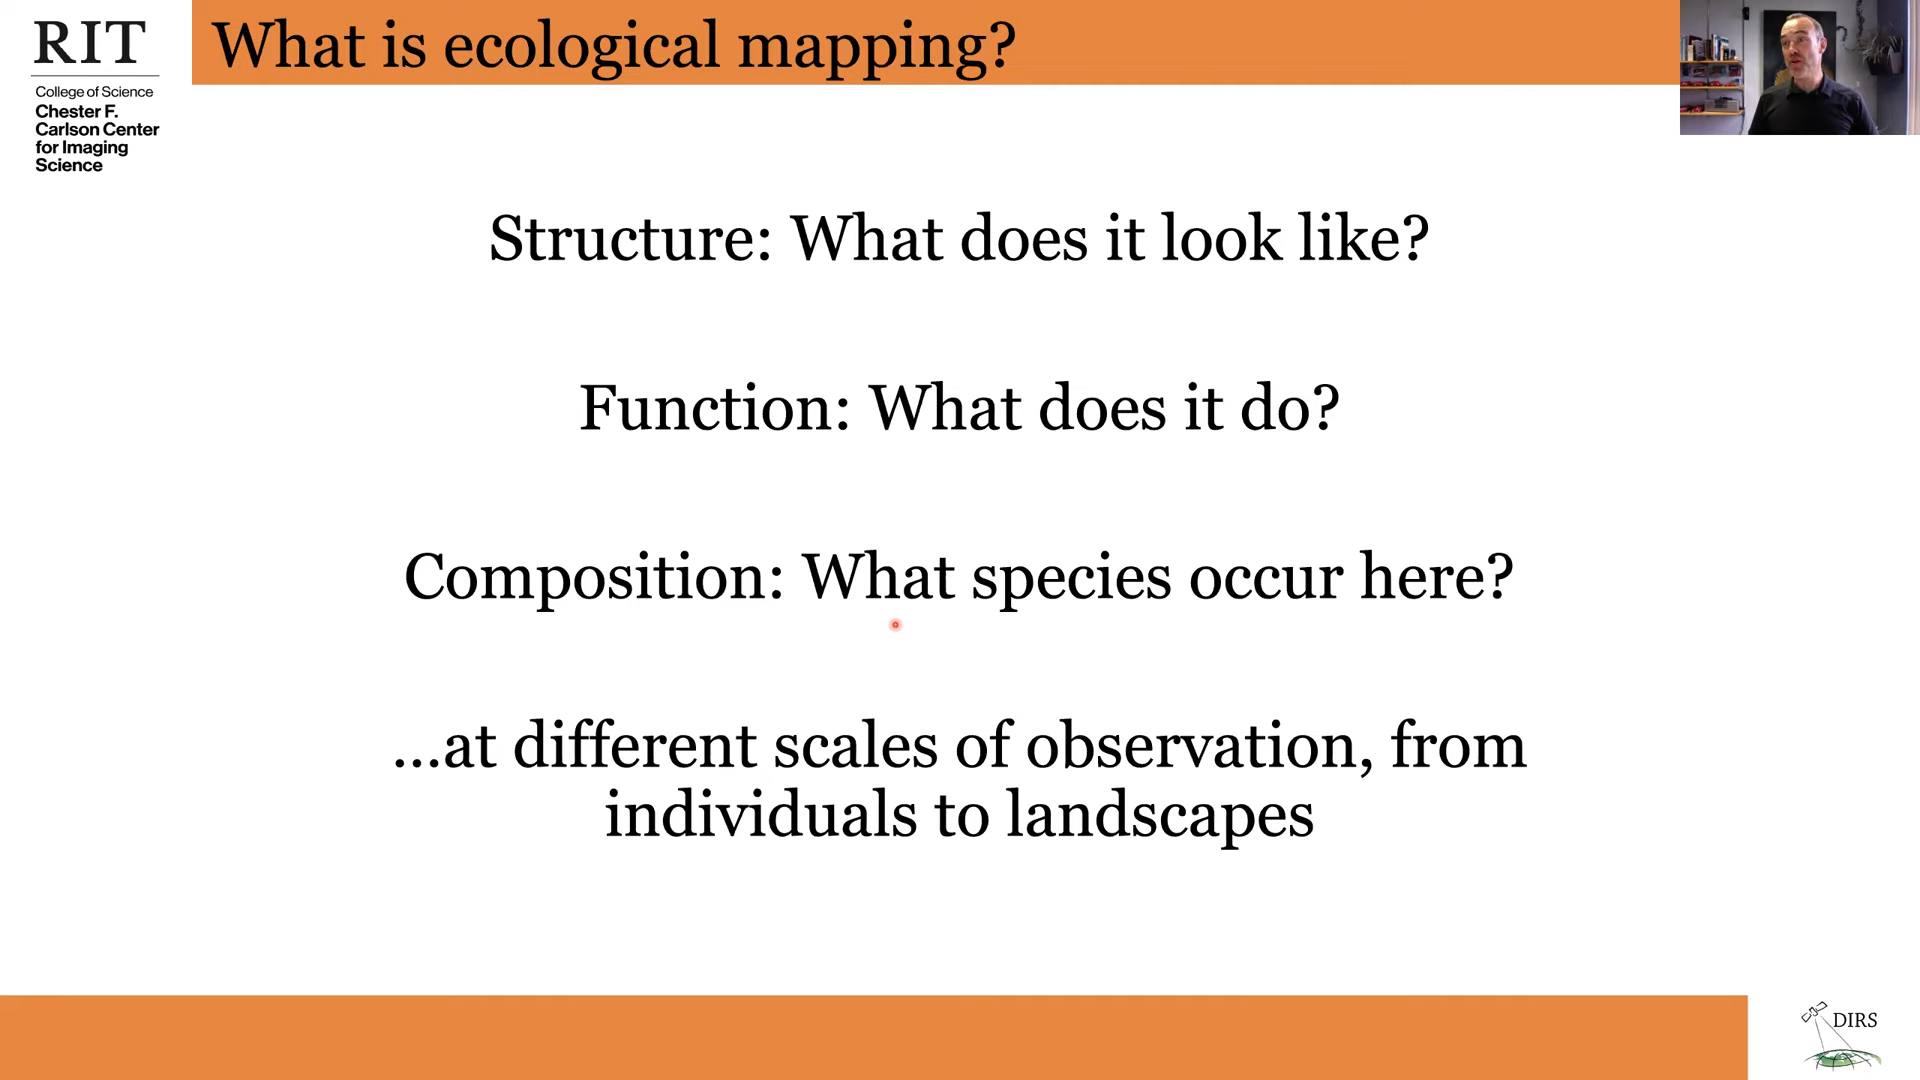 RIT
College of Science
Chester F.
Carlson Center
for Imaging
Science
What is ecological mapping?
Structure: What does it look like?
Function: What does it do?
Composition: What species occur here?
...at different scales of observation, from
individuals to landscapes
DIRS